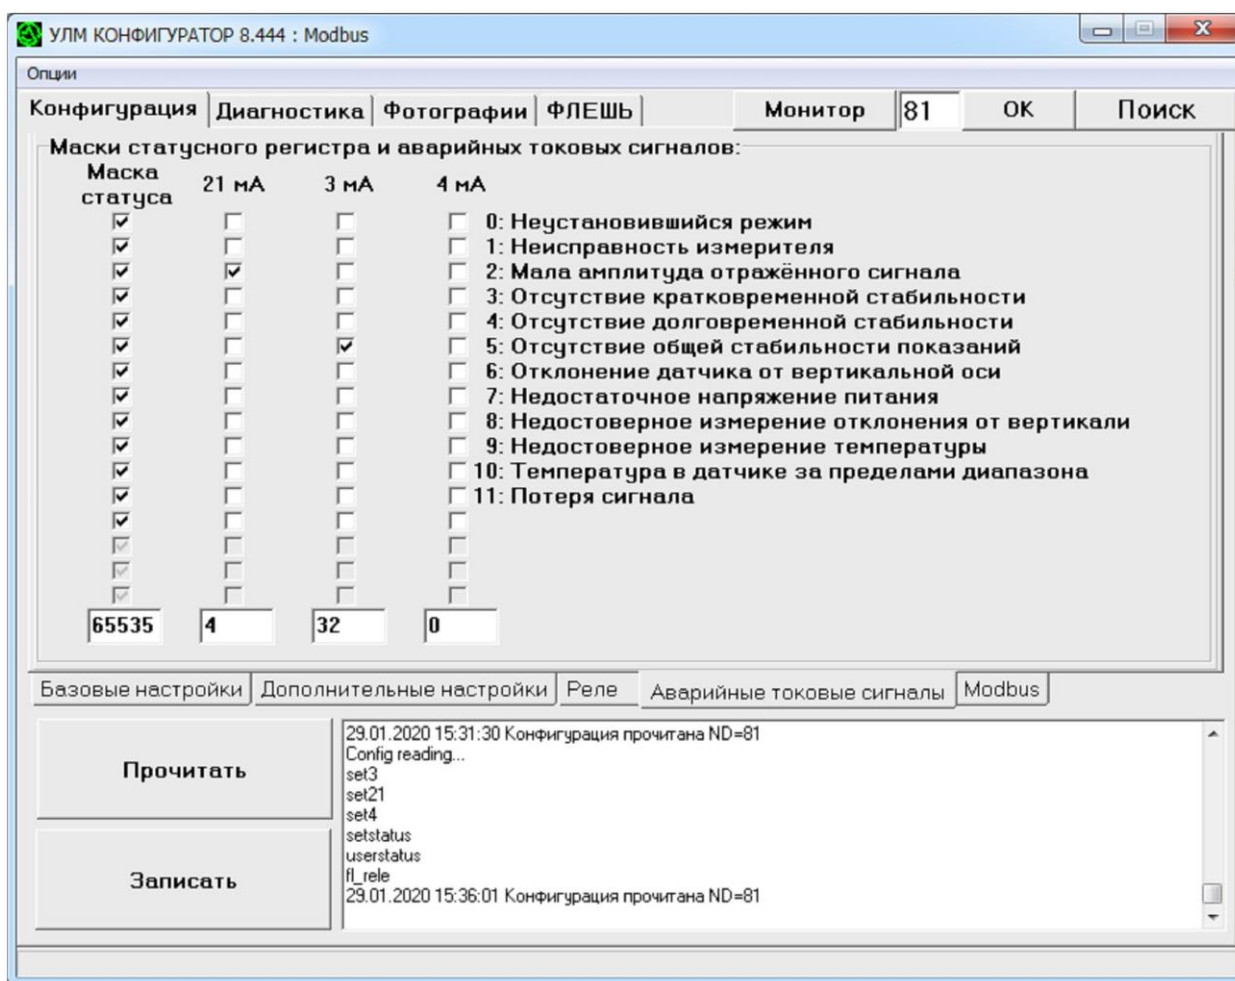 УЛМ КОНФИГУРАТОР 8.444 : Modbus
Опции
Конфигурация Диагностика Фотографии ФЛЕШЬ Монитор 81 OK Поиск
Маски статусного регистра и аварийных токовых сигналов:
Маска статуса 21 мА 3 мА 4 мА
0: Неустановившийся режим
1: Неисправность измерителя
2: Мала амплитуда отражённого сигнала
3: Отсутствие кратковременной стабильности
4: Отсутствие долговременной стабильности
5: Отсутствие общей стабильности показаний
6: Отклонение датчика от вертикальной оси
7: Недостаточное напряжение питания
8: Недостоверное измерение отклонения от вертикали
9: Недостоверное измерение температуры
10: Температура в датчике за пределами диапазона
11: Потеря сигнала
65535 4 32 0
Базовые настройки Дополнительные настройки Реле Аварийные токовые сигналы Modbus
Прочитать
Записать
29.01.2020 15:31:30 Конфигурация прочитана ND=81
Config reading...
set3
set21
set4
setstatus
userstatus
fl_rele
29.01.2020 15:36:01 Конфигурация прочитана ND=81